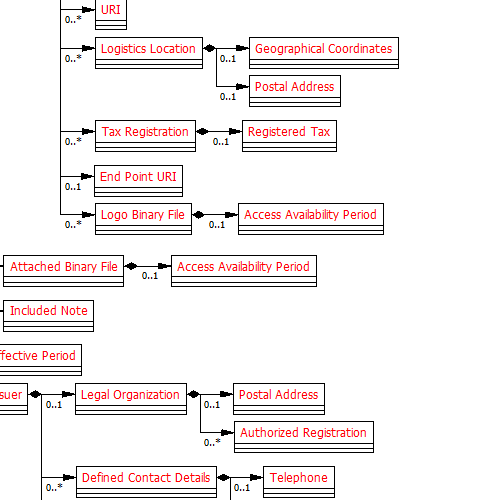 URI
0..*
Logistics Location
Geographical Coordinates
0..*
0..1
Postal Address
0..1
Tax Registration
Registered Tax
0..*
0..1
End Point URI
0..1
Logo Binary File
Access Availability Period
0..*
0..1
Attached Binary File
Access Availability Period
0..1
Included Note
ffective Period
suer
Legal Organization
Postal Address
0..1
0..1
Authorized Registration
0..*
Defined Contact Details
Telephone
0..*
0..1